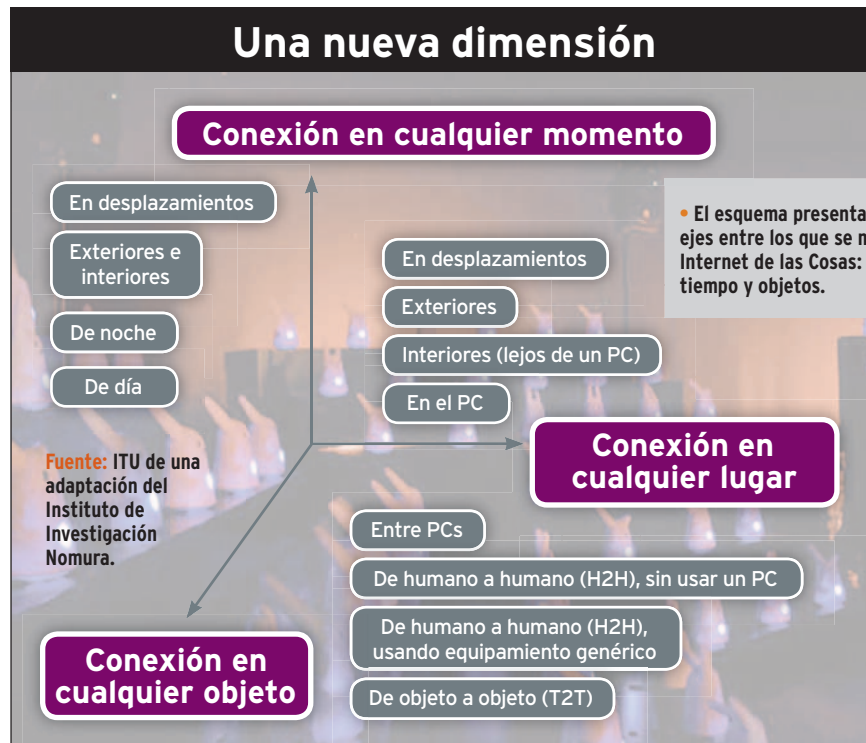 Una nueva dimensión
Conexión en cualquier momento
En desplazamientos
Exteriores e
interiores
De noche
De día
En desplazamientos
Exteriores
Interiores (lejos de un PC)
En el PC
• El esquema presenta
ejes entre los que se
Internet de las Cosas:
tiempo y objetos.
Conexión en
cualquier lugar
Fuente: ITU de una
adaptación del
Instituto de
Investigación
Nomura.
Entre PCs
De humano a humano (H2H), sin usar un PC
De humano a humano (H2H),
usando equipamiento genérico
De objeto a objeto (T2T)
Conexión en
cualquier objeto